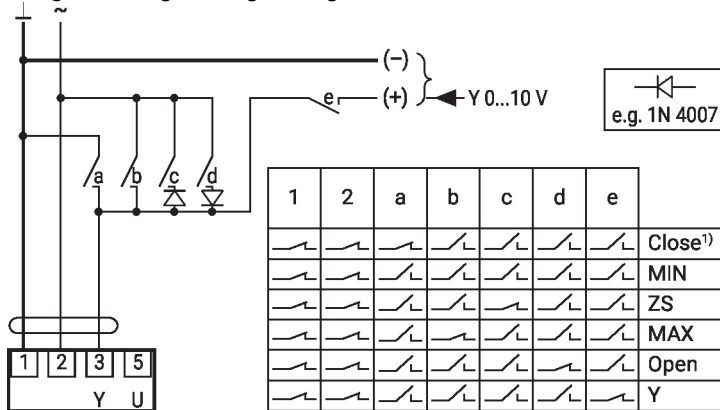 ⊥ ~
(–)
e (+) Y 0...10 V
e.g. 1N 4007
a b c d
1 2 a b c d e
Close1)
MIN
ZS
MAX
Open
Y
1 2 3 5
Y U